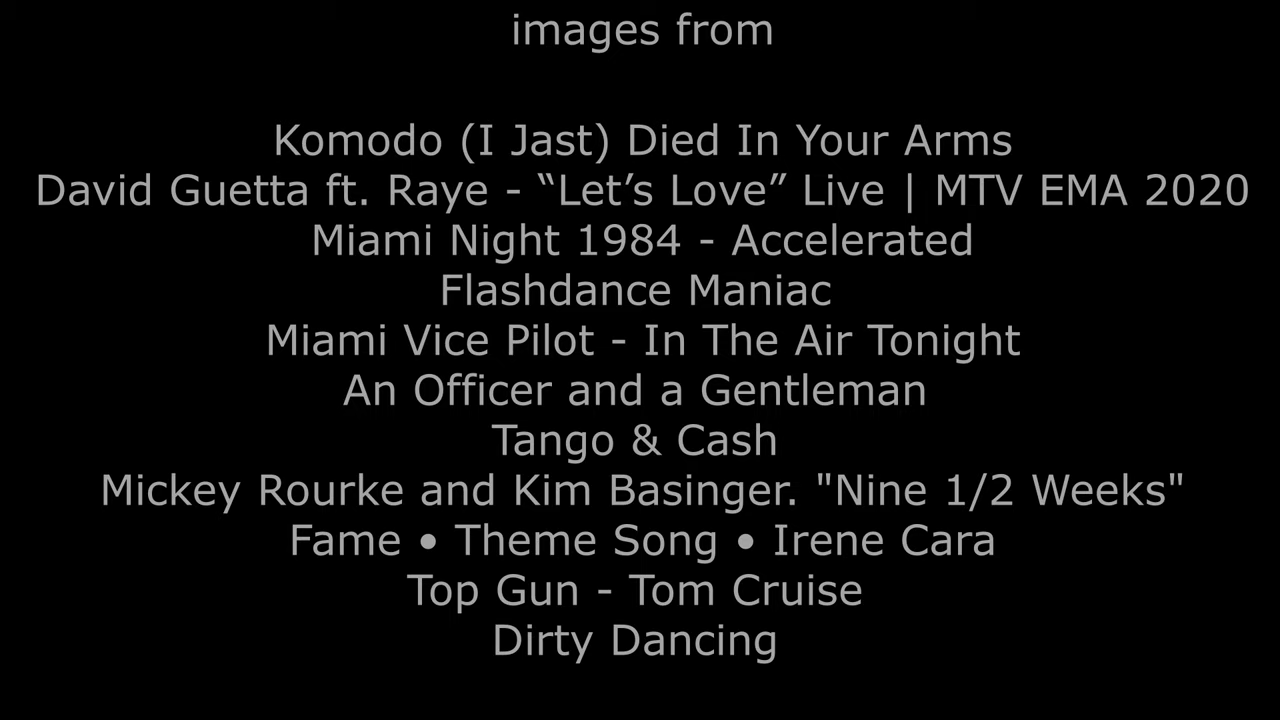 images from
Komodo (I Jast) Died In Your Arms
David Guetta ft. Raye - “Let’s Love” Live | MTV EMA 2020
Miami Night 1984 - Accelerated
Flashdance Maniac
Miami Vice Pilot - In The Air Tonight
An Officer and a Gentleman
Tango & Cash
Mickey Rourke and Kim Basinger. "Nine 1/2 Weeks"
Fame • Theme Song • Irene Cara
Top Gun - Tom Cruise
Dirty Dancing